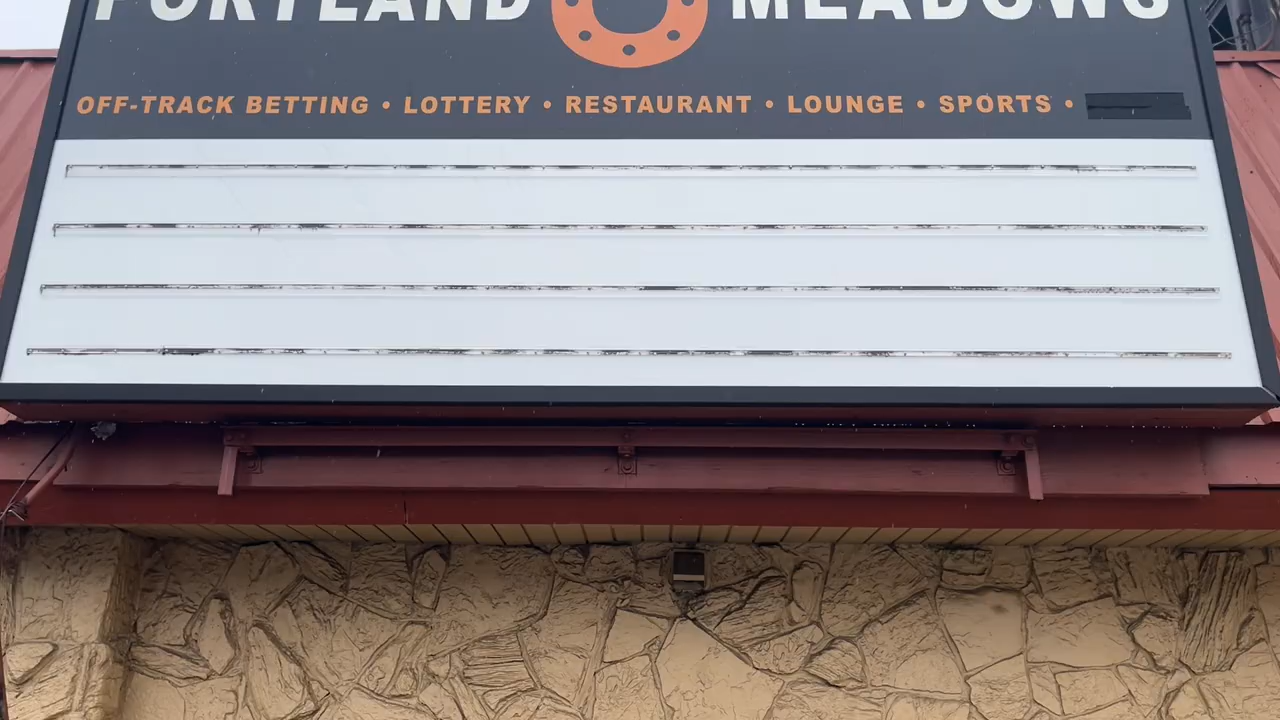 PORTLAND MEADOWS
OFF-TRACK BETTING • LOTTERY • RESTAURANT • LOUNGE • SPORTS •